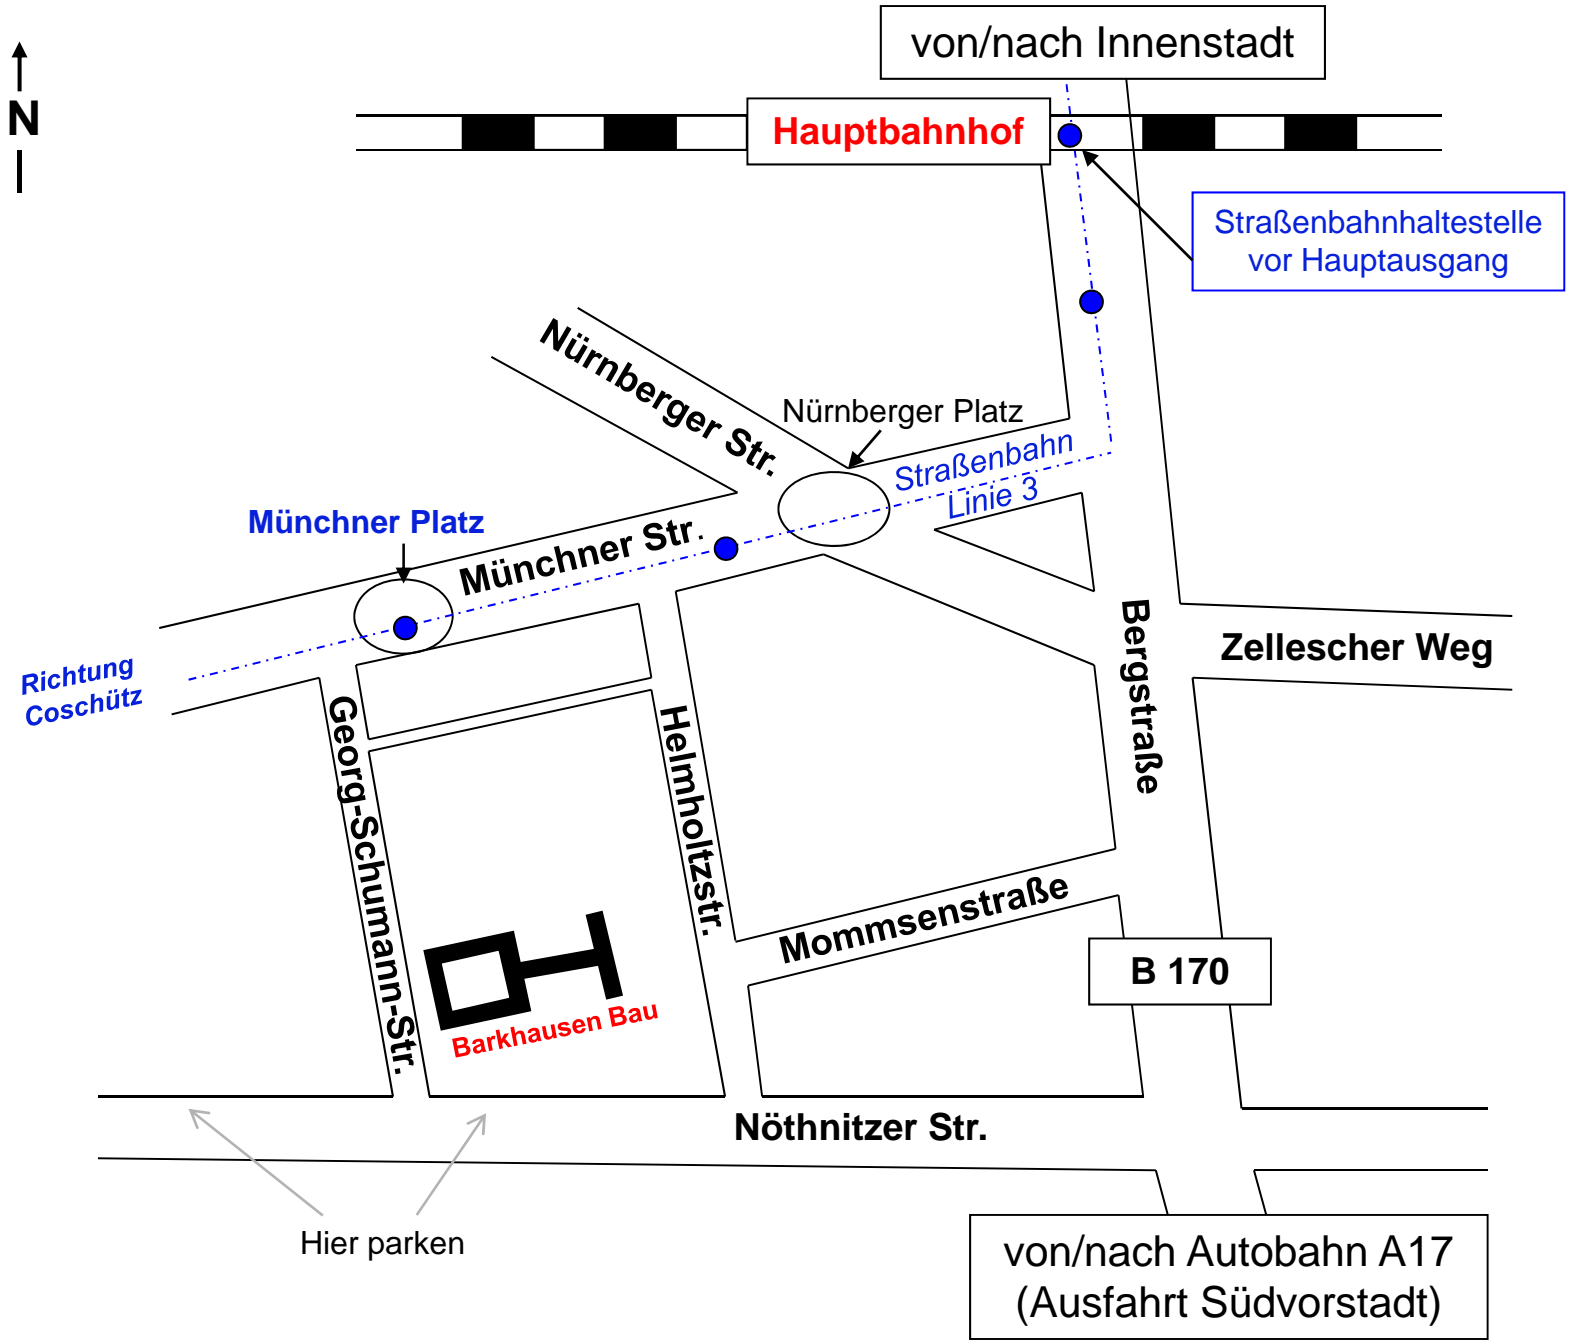 von/nach Innenstadt
N
Hauptbahnhof
Straßenbahnhaltestelle
vor Hauptausgang
Nürnberger Str.
Nürnberger Platz
Straßenbahn
Linie 3
Münchner Platz
Münchner Str.
Richtung
Coschütz
Bergstraße
Zellescher Weg
Georg-Schumann-Str.
Helmholtzstr.
Mommsenstraße
B 170
Barkhausen Bau
Nöthnitzer Str.
Hier parken
von/nach Autobahn A17
(Ausfahrt Südvorstadt)